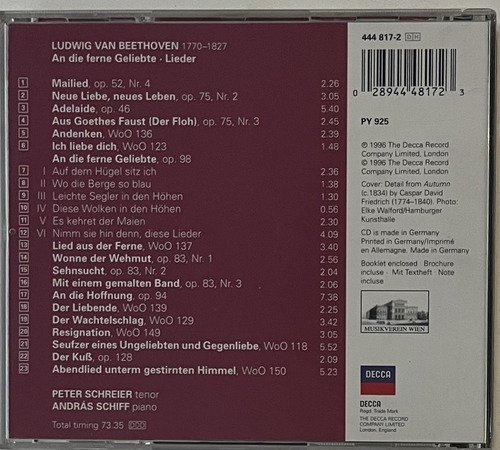 LUDWIG VAN BEETHOVEN 1770–1827
An die ferne Geliebte · Lieder
1 Mailied, op. 52, Nr. 4 2.26
2 Neue Liebe, neues Leben, op. 75, Nr. 2 3.05
3 Adelaide, op. 46 5.40
4 Aus Goethes Faust (Der Floh), op. 75, Nr. 3 2.45
5 Andenken, WoO 136 2.39
6 Ich liebe dich, WoO 123 1.48
An die ferne Geliebte, op. 98
7 I Auf dem Hügel sitz ich 2.36
8 II Wo die Berge so blau 1.38
9 III Leichte Segler in den Höhen
10 IV Diese Wolken in den Höhen 0.56
11 V Es kehret der Maien 2.30
12 VI Nimm sie hin denn, diese Lieder 4.09
13 Lied aus der Ferne, WoO 137 3.40
14 Wonne der Wehmut, op. 83, Nr. 1 2.56
15 Sehnsucht, op. 83, Nr. 2 2.04
16 Mit einem gemalten Band, op. 83, Nr. 3 2.06
17 An die Hoffnung, op. 94 7.38
18 Der Liebende, WoO 139 2.25
19 Der Wachtelschlag, WoO 129 3.42
20 Resignation, WoO 149 3.05
21 Seufzer eines Ungeliebten und Gegenliebe, WoO 118 5.52
22 Der Kuß, op. 128 2.09
23 Abendlied unterm gestirnten Himmel, WoO 150 5.23
PETER SCHREIER tenor
ANDRÁS SCHIFF piano
Total timing 73.35 DDD
444 817-2 DH
0 28944 48172 3
PY 925
℗ 1996 The Decca Record
Company Limited, London
© 1996 The Decca Record
Company Limited, London
Cover: Detail from Autumn
(c.1834) by Caspar David
Friedrich (1774–1840). Photo:
Elke Walford/Hamburger
Kunsthalle
CD is made in Germany
Printed in Germany/Imprimé
en Allemagne. Made in Germany
Booklet enclosed · Brochure
incluse · Mit Textheft · Note
incluse
MUSIKVEREIN WIEN
DECCA
DECCA
Regd. Trade Mark
THE DECCA RECORD
COMPANY LIMITED
London, England